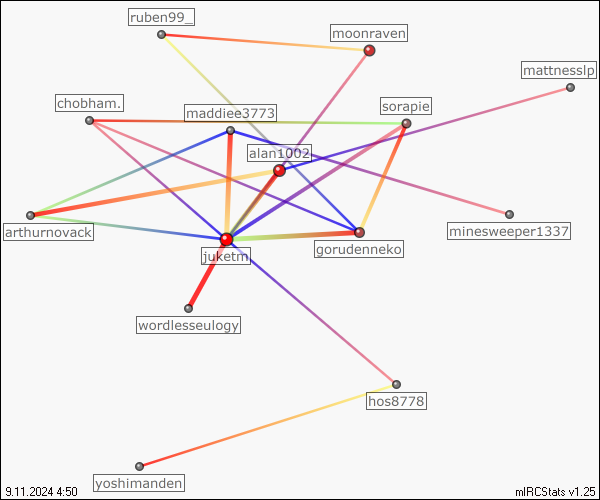 ruben99_
moonraven
mattnesslp
chobham.
maddiee3773
sorapie
alan1002
arthurnovack
minesweeper1337
juketm
gorudenneko
wordlesseulogy
hos8778
yoshimanden
9.11.2024 4:50
mIRCStats v1.25